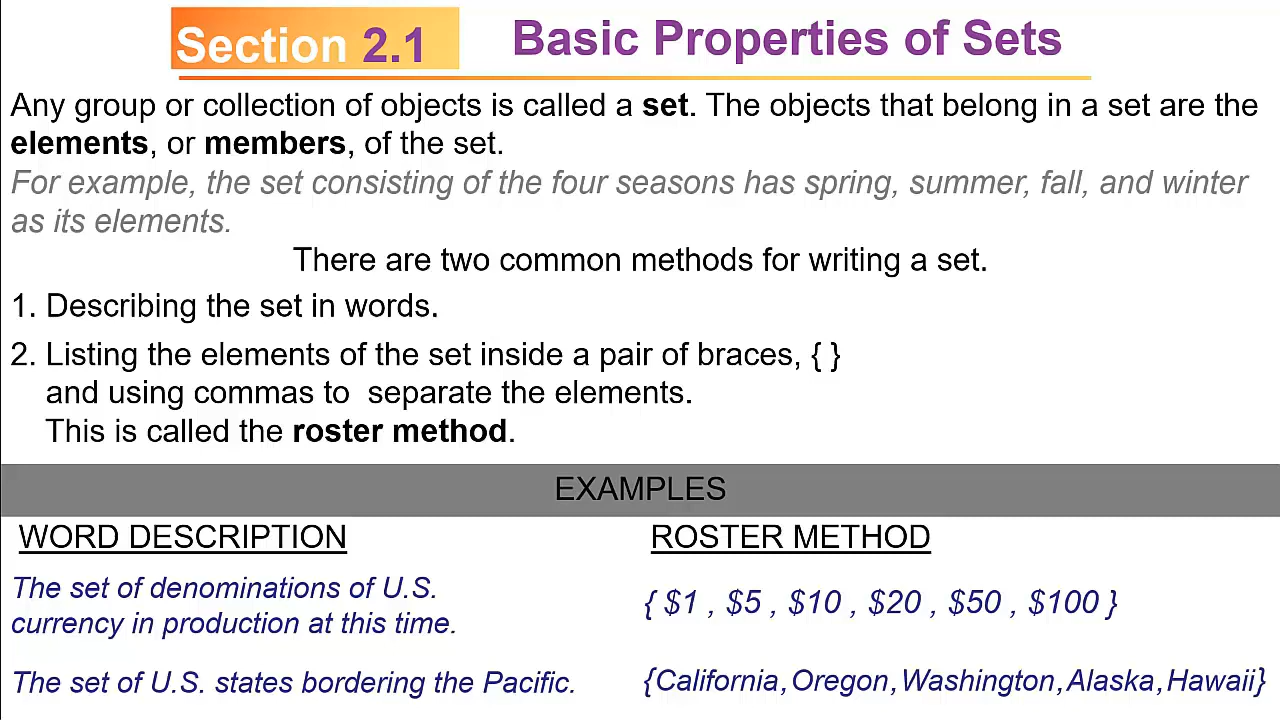 Section 2.1 Basic Properties of Sets
Any group or collection of objects is called a set. The objects that belong in a set are the
elements, or members, of the set.
For example, the set consisting of the four seasons has spring, summer, fall, and winter
as its elements.
There are two common methods for writing a set.
1. Describing the set in words.
2. Listing the elements of the set inside a pair of braces, { }
and using commas to separate the elements.
This is called the roster method.
EXAMPLES
WORD DESCRIPTION ROSTER METHOD
The set of denominations of U.S.
currency in production at this time.
{ $1 , $5 , $10 , $20 , $50 , $100 }
The set of U.S. states bordering the Pacific.
{California, Oregon, Washington, Alaska, Hawaii}